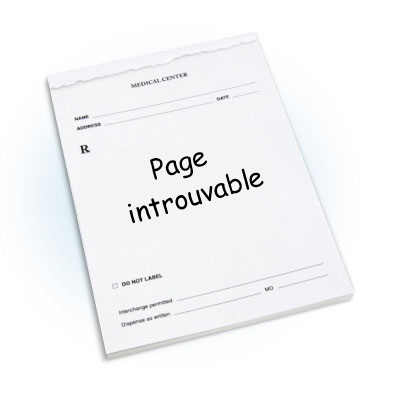 MEDICAL CENTER
NAME
ADDRESS DATE
R
Page
introuvable
DO NOT LABEL
Interchange permitted MD
Dispense as written